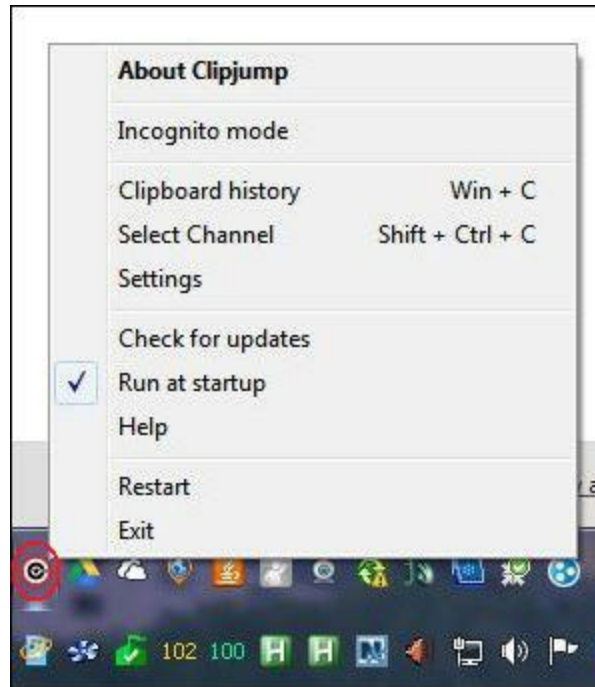 About Clipjump
Incognito mode
Clipboard history Win + C
Select Channel Shift + Ctrl + C
Settings
Check for updates
Run at startup
Help
Restart
Exit
102 100 H H